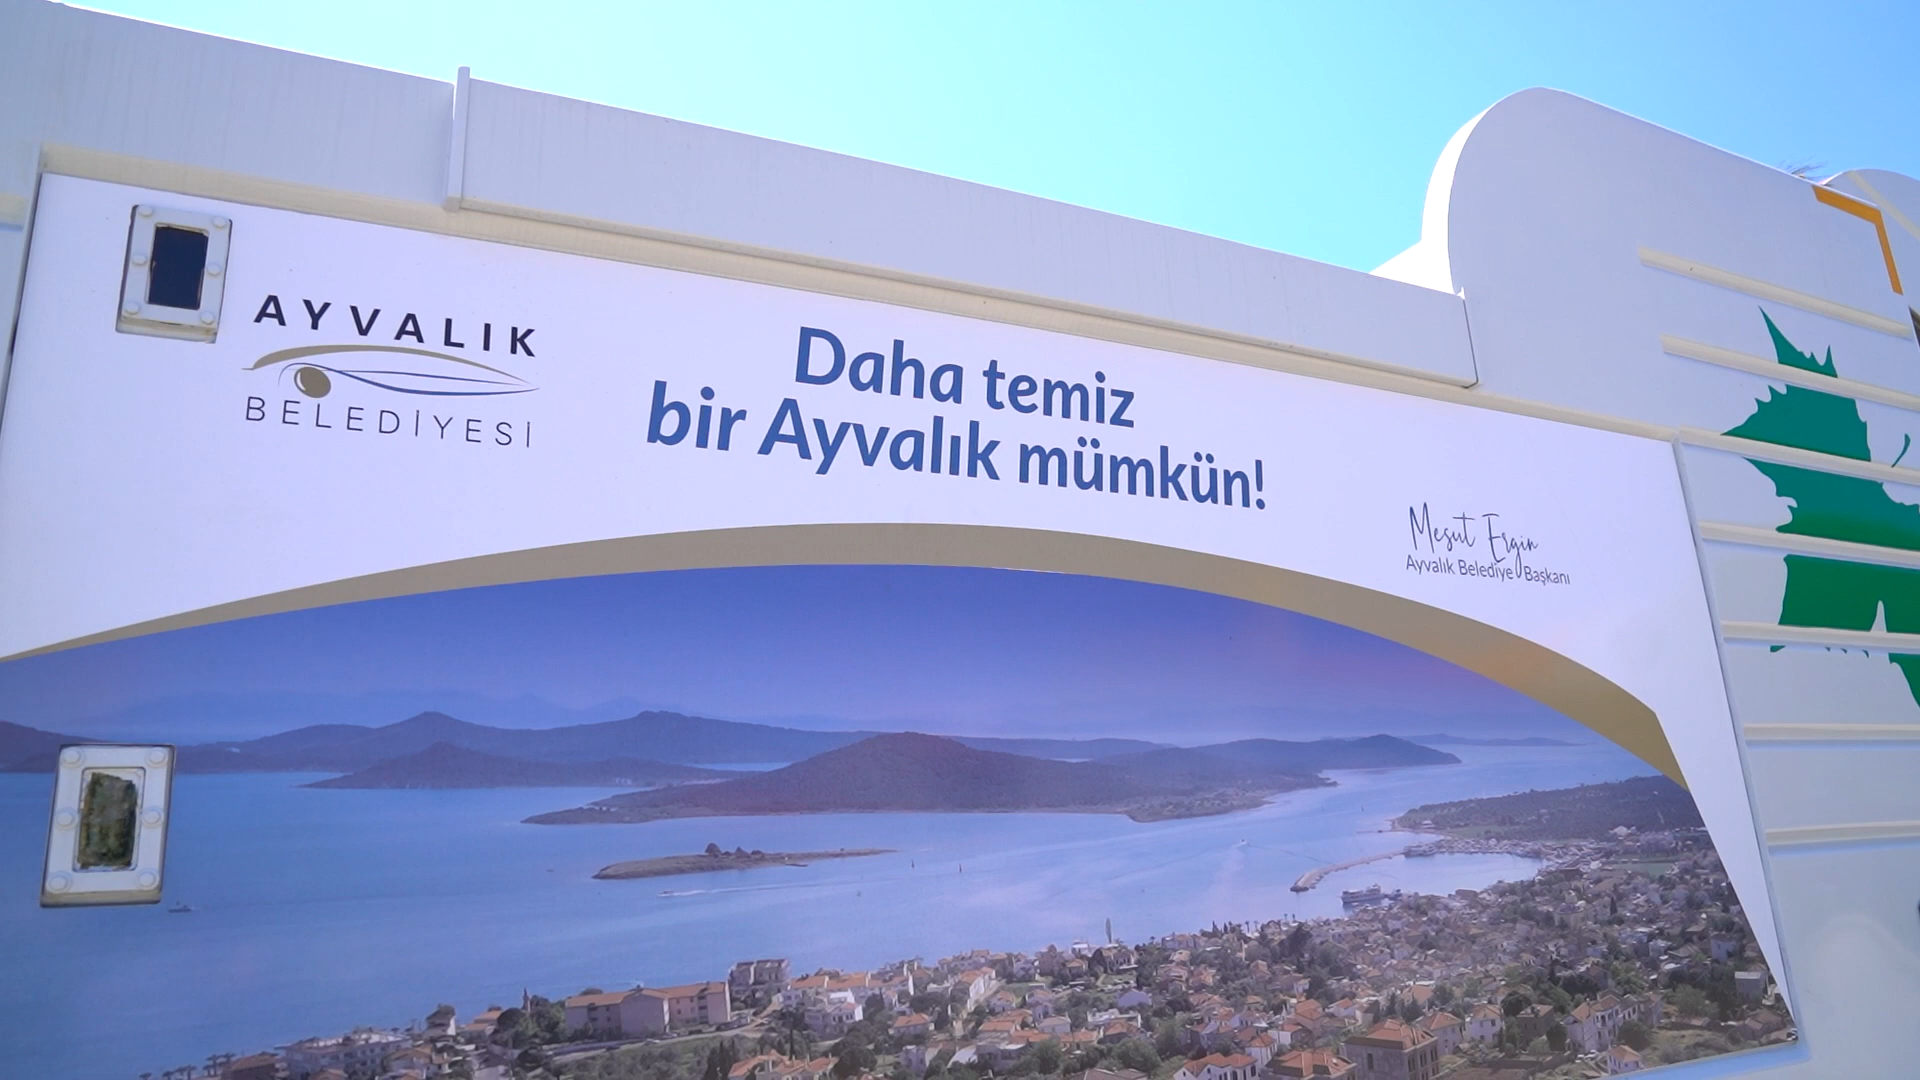 AYVALIK
BELEDİYESİ
Daha temiz
bir Ayvalık mümkün!
Mesut Ergin
Ayvalık Belediye Başkanı